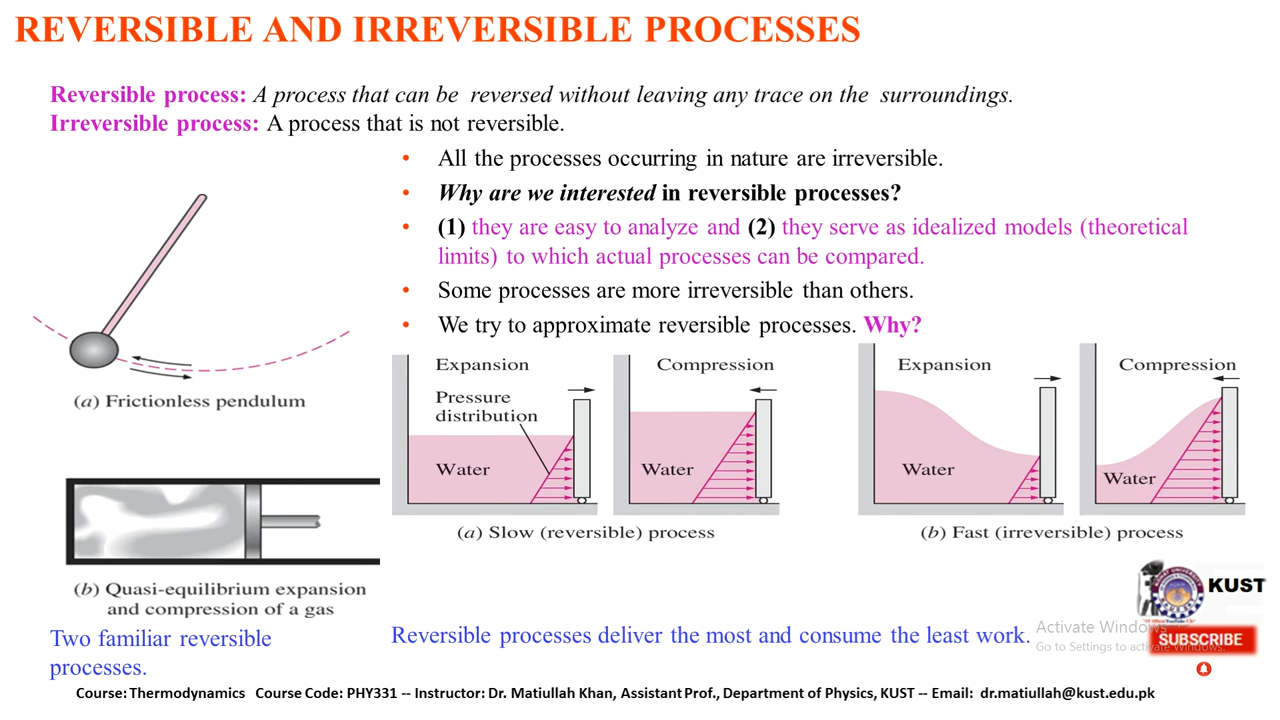 REVERSIBLE AND IRREVERSIBLE PROCESSES
Reversible process: A process that can be reversed without leaving any trace on the surroundings.
Irreversible process: A process that is not reversible.
• All the processes occurring in nature are irreversible.
• Why are we interested in reversible processes?
• (1) they are easy to analyze and (2) they serve as idealized models (theoretical
limits) to which actual processes can be compared.
• Some processes are more irreversible than others.
• We try to approximate reversible processes. Why?
(a) Frictionless pendulum
(b) Quasi-equilibrium expansion
and compression of a gas
Two familiar reversible
processes.
Expansion
Pressure
distribution
Water
Compression
Water
(a) Slow (reversible) process
Expansion
Water
Compression
Water
(b) Fast (irreversible) process
Reversible processes deliver the most and consume the least work.
KUST
Activate Windows
Go to Settings to activate Windows.
SUBSCRIBE
Course: Thermodynamics Course Code: PHY331 -- Instructor: Dr. Matiullah Khan, Assistant Prof., Department of Physics, KUST -- Email: dr.matiullah@kust.edu.pk